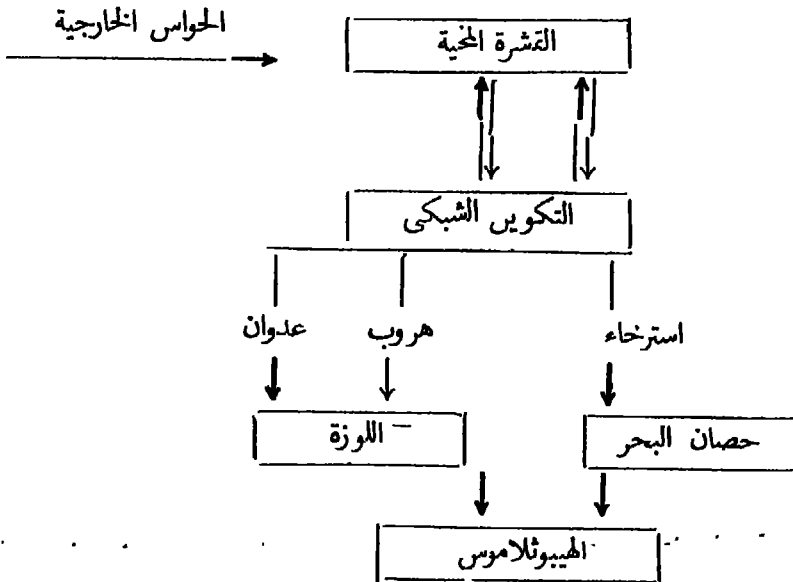 الحواس الخارجية
القشرة المخية
التكوين الشبكى
استرخاء
هروب
عدوان
حصان البحر
اللوزة
الهيبوثلاموس